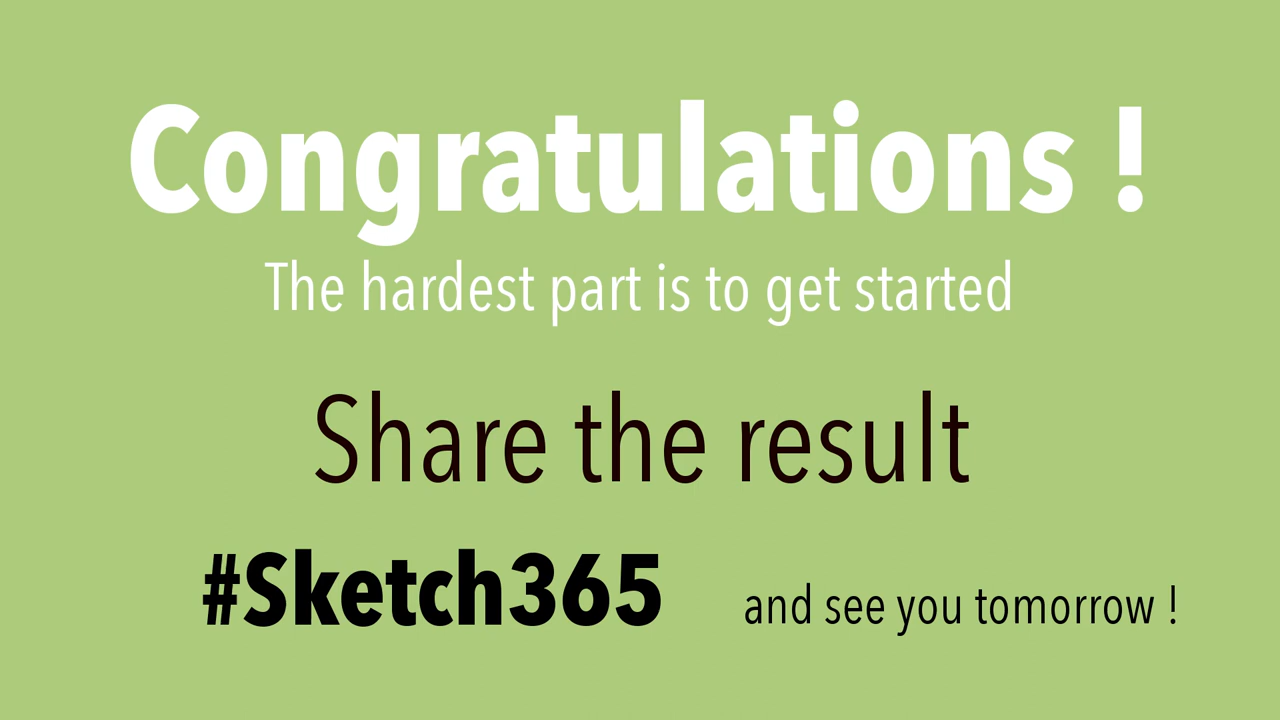 Congratulations !
The hardest part is to get started
Share the result
#Sketch365 and see you tomorrow !